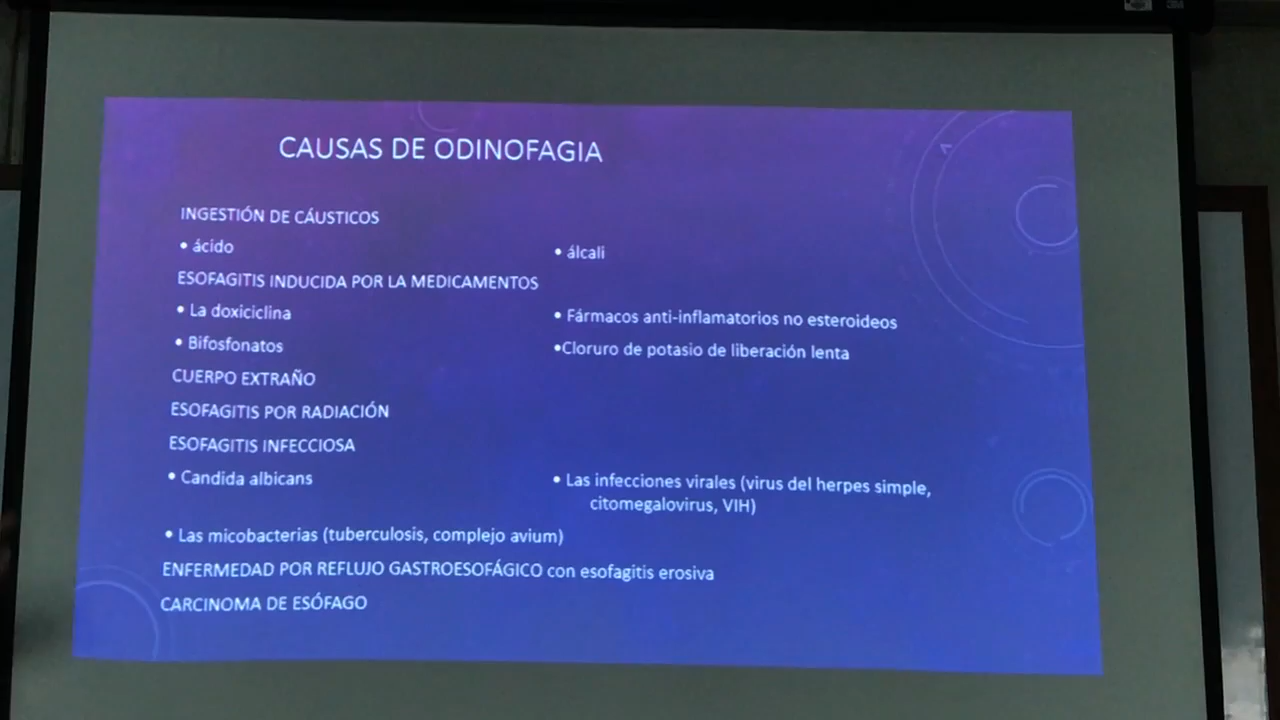 CAUSAS DE ODINOFAGIA
INGESTIÓN DE CÁUSTICOS
• ácido
• álcali
ESOFAGITIS INDUCIDA POR LA MEDICAMENTOS
• La doxiciclina
• Fármacos anti-inflamatorios no esteroideos
• Bifosfonatos
•Cloruro de potasio de liberación lenta
CUERPO EXTRAÑO
ESOFAGITIS POR RADIACIÓN
ESOFAGITIS INFECCIOSA
• Candida albicans
• Las infecciones virales (virus del herpes simple,
citomegalovirus, VIH)
• Las micobacterias (tuberculosis, complejo avium)
ENFERMEDAD POR REFLUJO GASTROESOFÁGICO con esofagitis erosiva
CARCINOMA DE ESÓFAGO